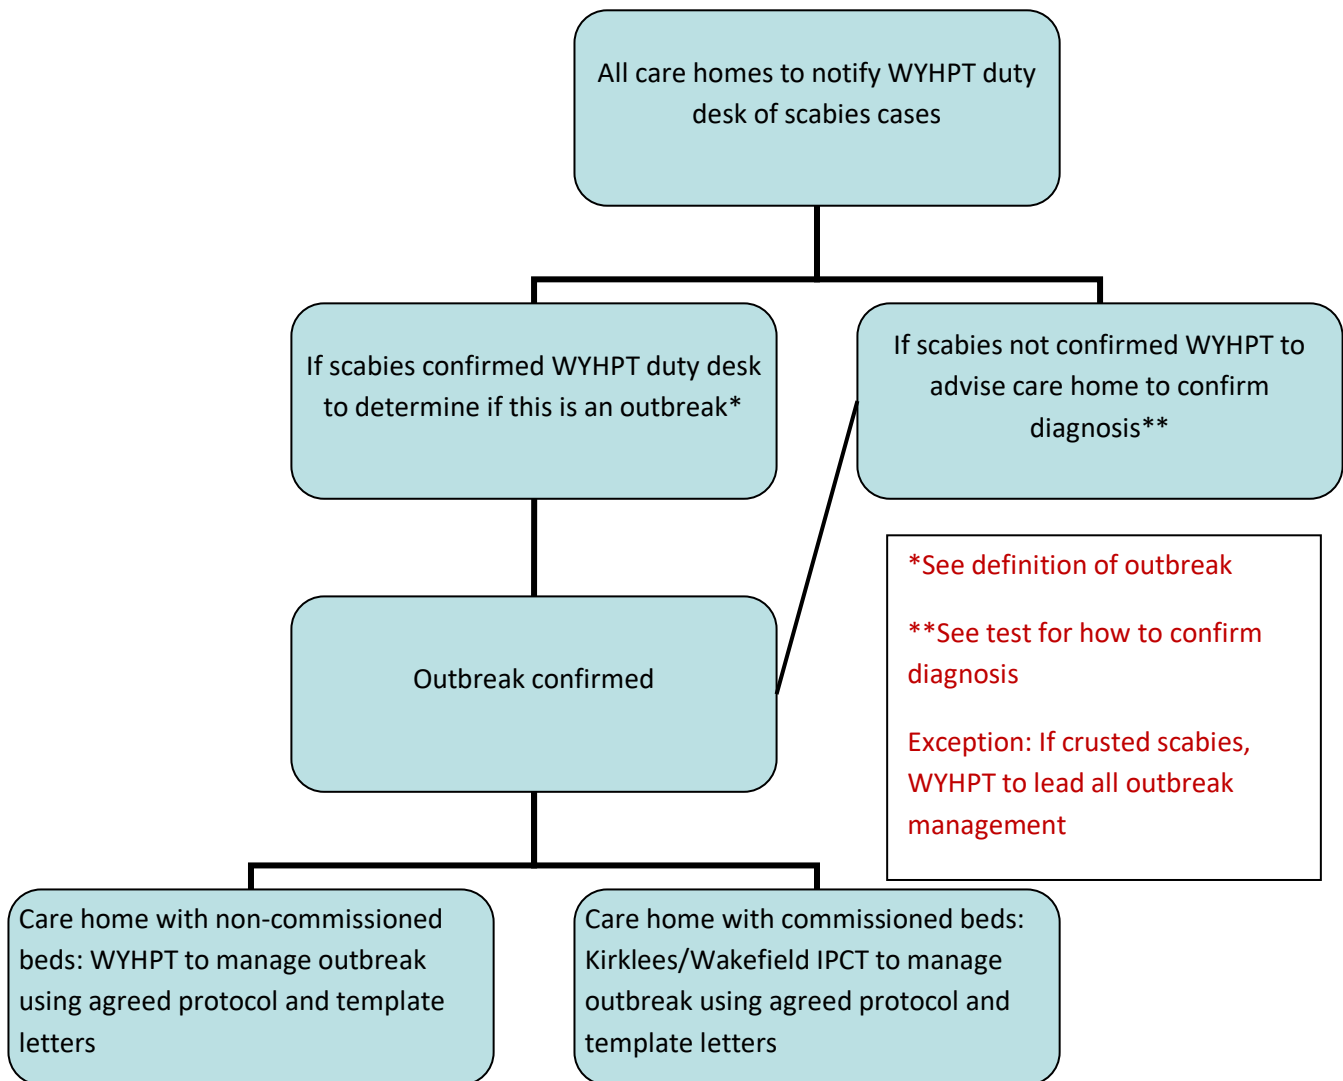 All care homes to notify WYHPT duty
desk of scabies cases
If scabies confirmed WYHPT duty desk
to determine if this is an outbreak*
If scabies not confirmed WYHPT to
advise care home to confirm
diagnosis**
*See definition of outbreak
**See test for how to confirm
diagnosis
Exception: If crusted scabies,
WYHPT to lead all outbreak
management
Outbreak confirmed
Care home with non-commissioned
beds: WYHPT to manage outbreak
using agreed protocol and template
letters
Care home with commissioned beds:
Kirklees/Wakefield IPCT to manage
outbreak using agreed protocol and
template letters